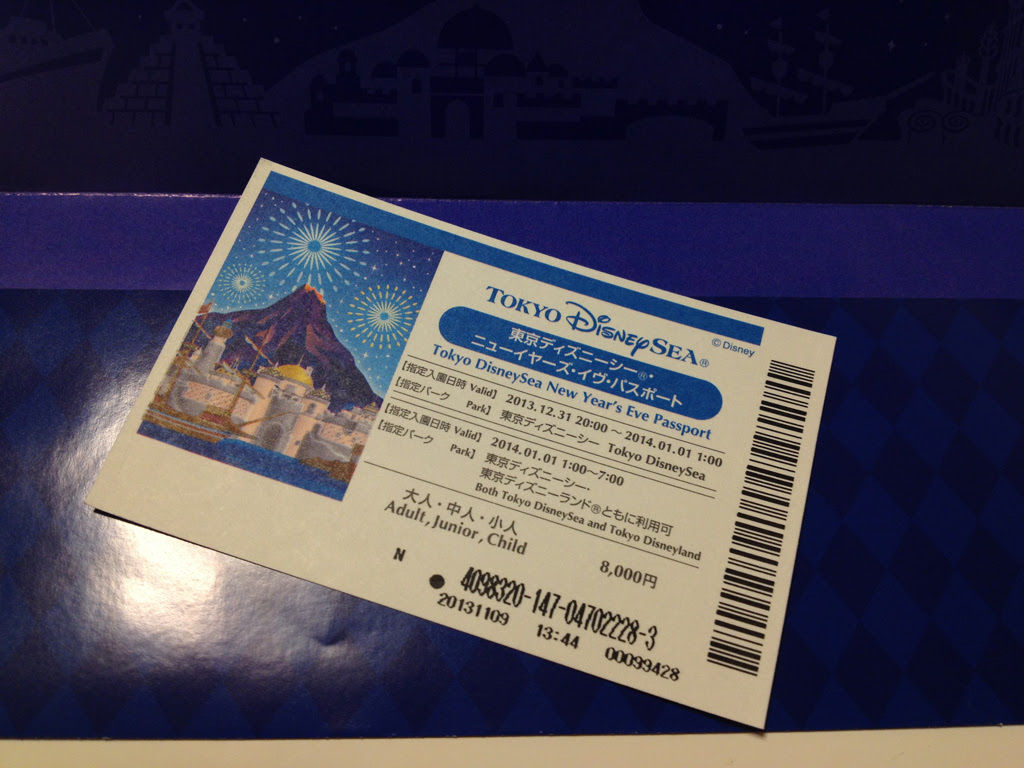 TOKYO DISNEYSEA®
©Disney
東京ディズニーシー®・
ニューイヤーズ・イヴ・パスポート
Tokyo DisneySea New Year's Eve Passport
[指定入園日時 Valid] 2013.12.31 20:00 ～ 2014.01.01 1:00
[指定パーク Park] 東京ディズニーシー Tokyo DisneySea
[指定入園日時 Valid] 2014.01.01 1:00～7:00
[指定パーク Park] 東京ディズニーシー・
東京ディズニーランド®ともに利用可
Both Tokyo DisneySea and Tokyo Disneyland
大人・中人・小人
Adult, Junior, Child
8,000円
N
4098320-147-04702228-3
20131109 13:44 00099428